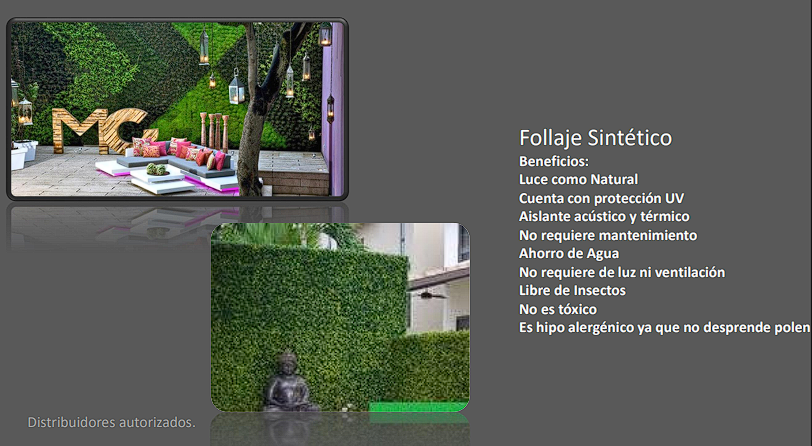 MG
Follaje Sintético
Beneficios:
Luce como Natural
Cuenta con protección UV
Aislante acústico y térmico
No requiere mantenimiento
Ahorro de Agua
No requiere de luz ni ventilación
Libre de Insectos
No es tóxico
Es hipo alergénico ya que no desprende polen
Distribuidores autorizados.